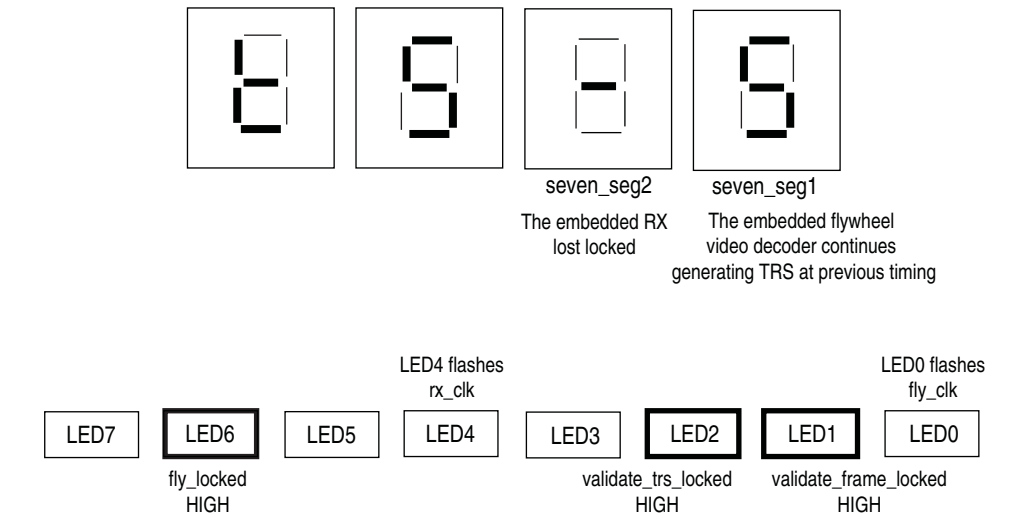 t 5 - 5
seven_seg2
The embedded RX
lost locked
seven_seg1
The embedded flywheel
video decoder continues
generating TRS at previous timing
LED4 flashes
rx_clk
LED0 flashes
fly_clk
LED7 LED6 LED5 LED4 LED3 LED2 LED1 LED0
fly_locked
HIGH
validate_trs_locked
HIGH
validate_frame_locked
HIGH